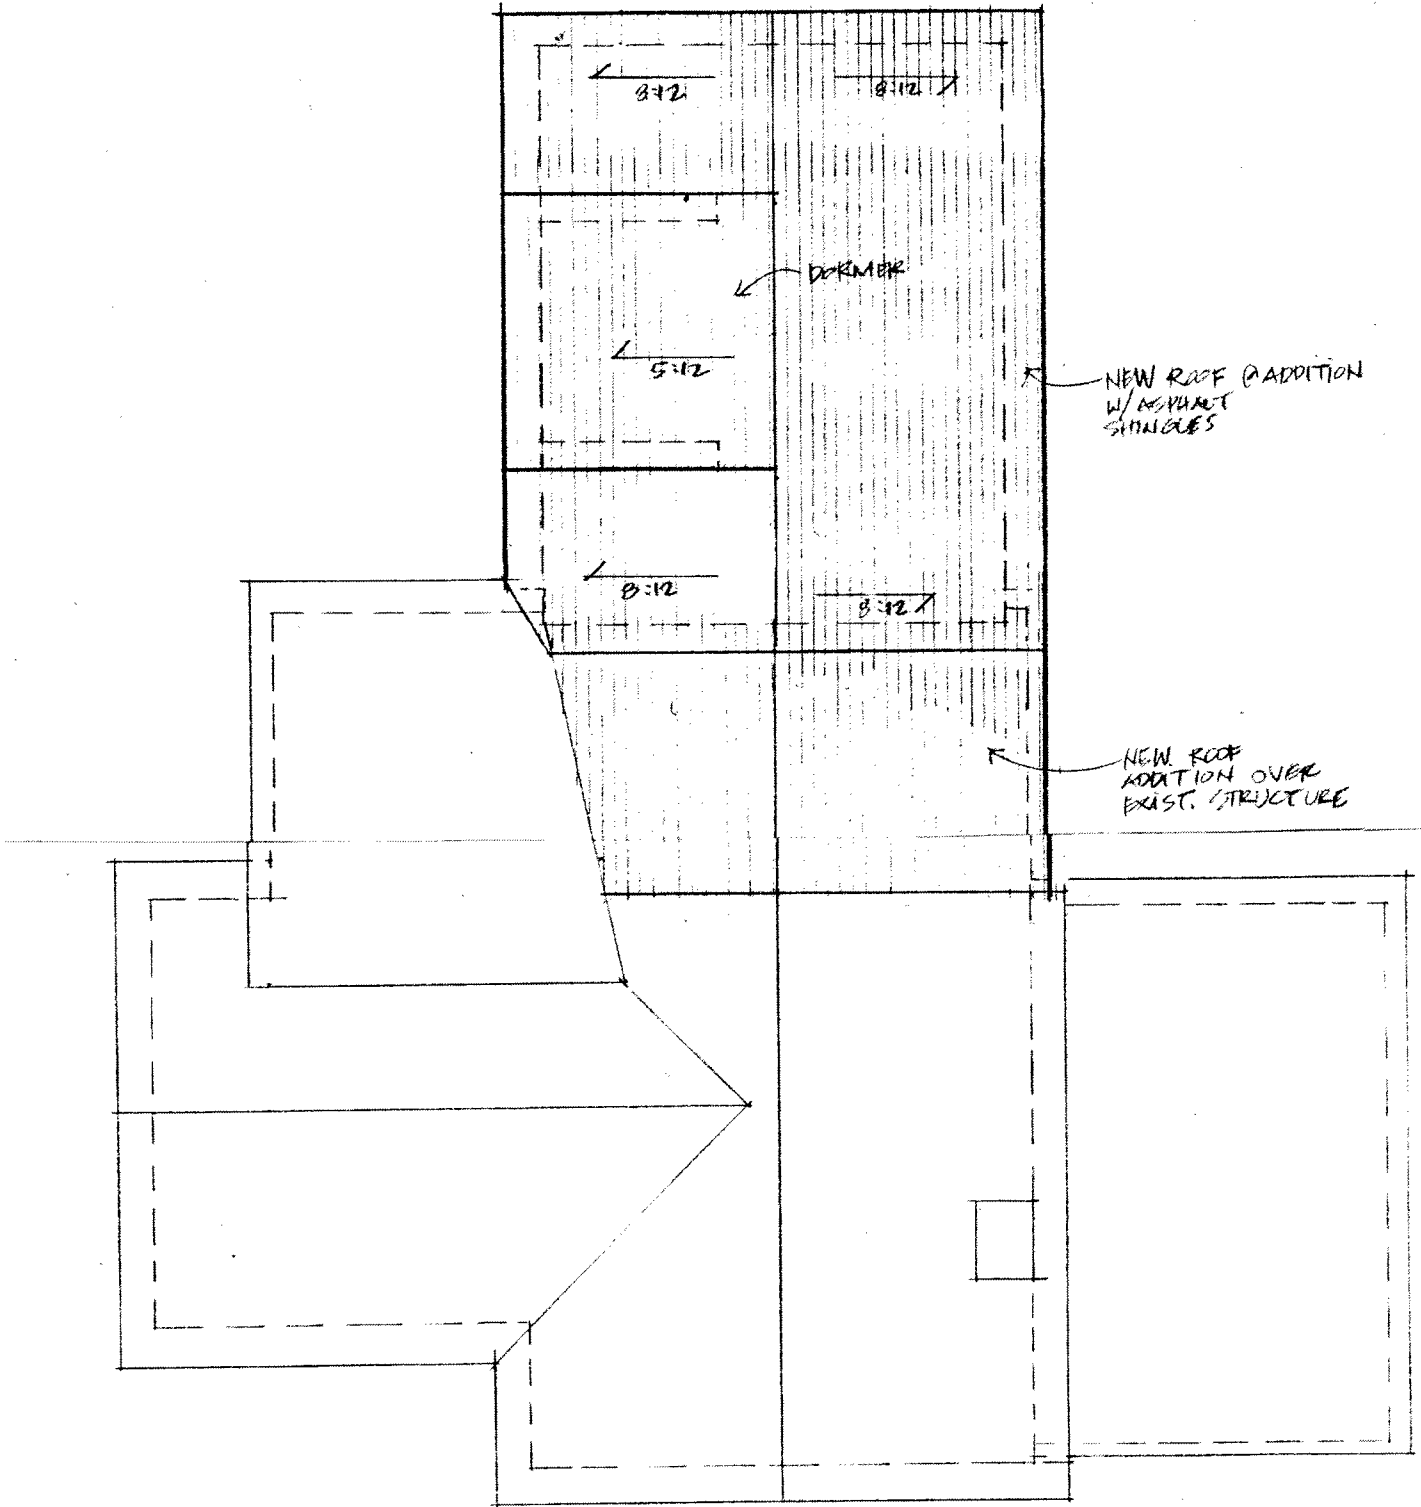 8:12
8:12
DORMER
5:12
NEW ROOF @ ADDITION
W/ ASPHALT
SHINGLES
8:12
8:12
NEW ROOF
ADDITION OVER
EXIST. STRUCTURE